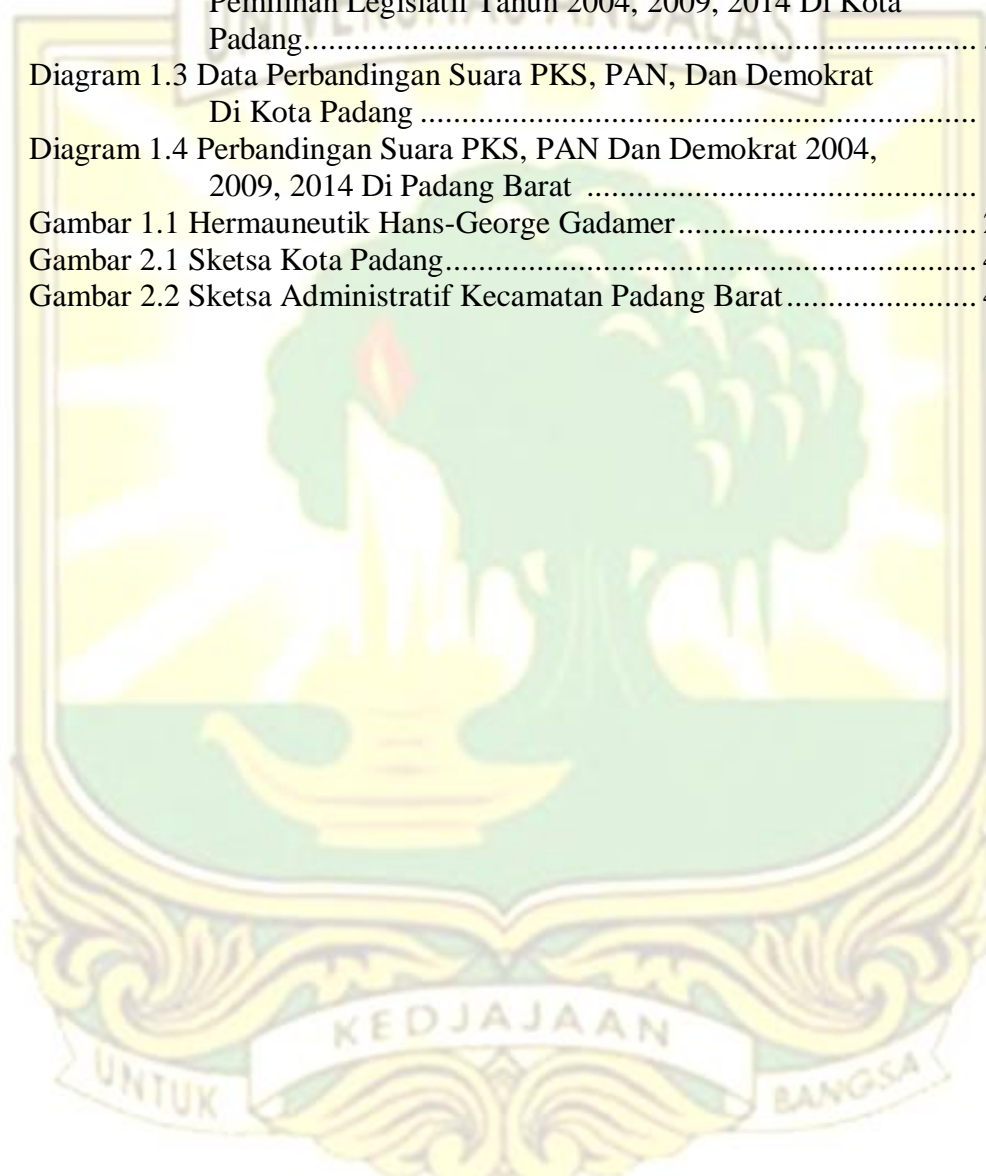 UNIVERSITAS ANDALAS
Pemilihan Legislatif Tahun 2004, 2009, 2014 Di Kota
Padang..........................................................................
Diagram 1.3 Data Perbandingan Suara PKS, PAN, Dan Demokrat
Di Kota Padang .............................................................
Diagram 1.4 Perbandingan Suara PKS, PAN Dan Demokrat 2004,
2009, 2014 Di Padang Barat ...........................................
Gambar 1.1 Hermauneutik Hans-George Gadamer.................................
Gambar 2.1 Sketsa Kota Padang...........................................................
Gambar 2.2 Sketsa Administratif Kecamatan Padang Barat.....................
KEDJAJAAN
UNTUK BANGSA